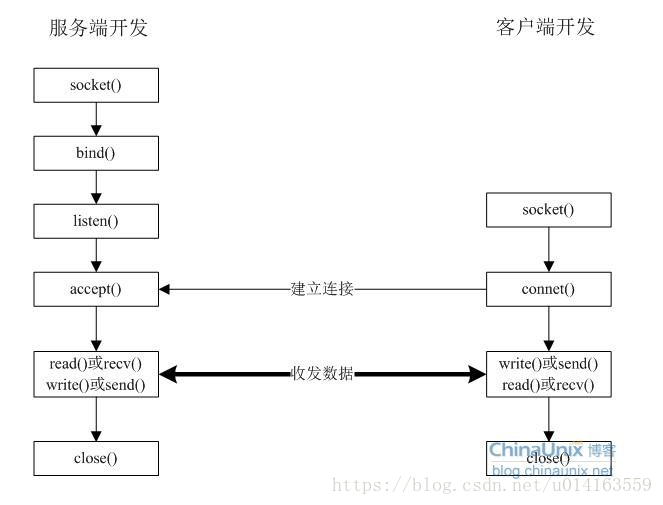 服务端开发
客户端开发
socket()
bind()
listen()
socket()
accept()
建立连接
connet()
read()或recv()
write()或send()
收发数据
write()或send()
read()或recv()
close()
ChinaUnix 博客
close()
blog.chinaunix.net
https://blog.csdn.net/u014163559